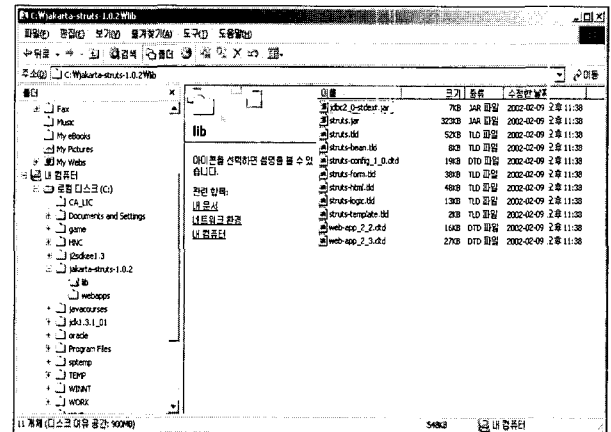 C:\jakarta-struts-1.0.2\lib
파일(F) 편집(E) 보기(V) 즐겨찾기(A) 도구(T) 도움말(H)
뒤로 검색 폴더
주소(D) C:\jakarta-struts-1.0.2\lib 이동
폴더 ×
Fax
Music
My eBooks
My Pictures
My Webs
내 컴퓨터
로컬 디스크 (C:)
CA_LIC
Documents and Settings
game
HNC
j2sdkee1.3
jakarta-struts-1.0.2
lib
webapps
javacourses
jdk1.3.1_01
oracle
Program Files
sptemp
TEMP
WINNT
WORK
lib
아이콘을 선택하면 설명을 볼 수 있습니다.
관련 항목:
내 문서
네트워크 환경
내 컴퓨터
이름 크기 종류 수정한 날짜
jdbc2_0-stdext.jar 7KB JAR 파일 2002-02-09 오후 11:38
struts.jar 323KB JAR 파일 2002-02-09 오후 11:38
struts.tld 52KB TLD 파일 2002-02-09 오후 11:38
struts-bean.tld 8KB TLD 파일 2002-02-09 오후 11:38
struts-config_1_0.dtd 19KB DTD 파일 2002-02-09 오후 11:38
struts-form.tld 38KB TLD 파일 2002-02-09 오후 11:38
struts-html.tld 48KB TLD 파일 2002-02-09 오후 11:38
struts-logic.tld 13KB TLD 파일 2002-02-09 오후 11:38
struts-template.tld 2KB TLD 파일 2002-02-09 오후 11:38
web-app_2_2.dtd 16KB DTD 파일 2002-02-09 오후 11:38
web-app_2_3.dtd 27KB DTD 파일 2002-02-09 오후 11:38
11 개체 (디스크 여유 공간: 900MB) 548KB 내 컴퓨터